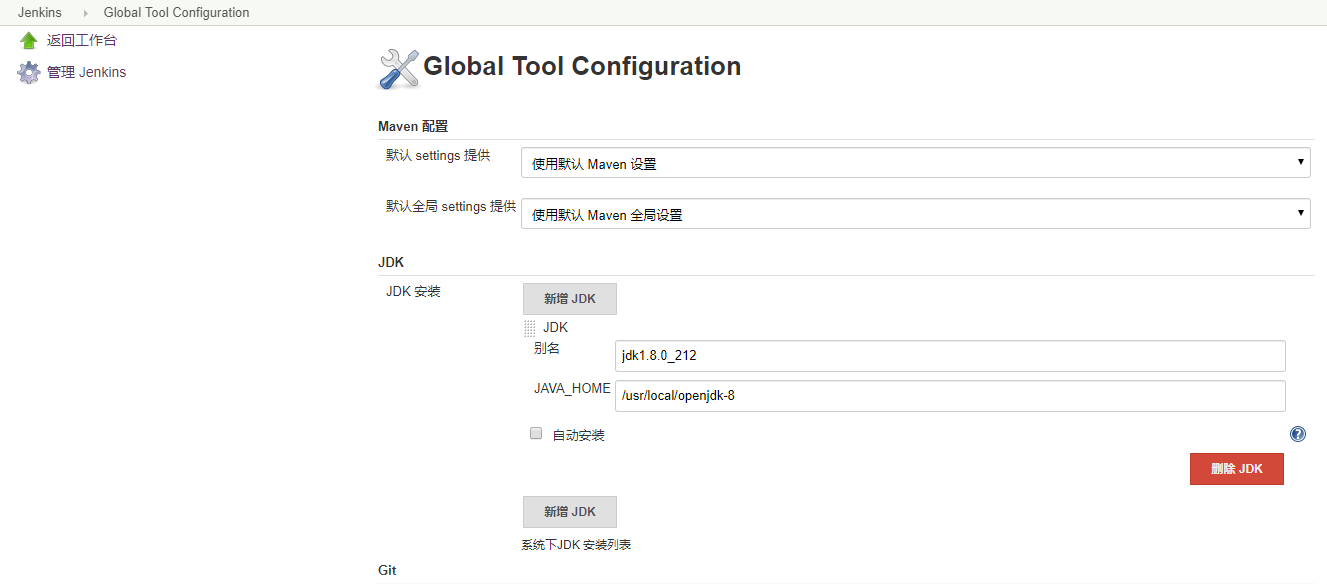 Jenkins Global Tool Configuration
返回工作台
管理 Jenkins
Global Tool Configuration
Maven 配置
默认 settings 提供
使用默认 Maven 设置
默认全局 settings 提供
使用默认 Maven 全局设置
JDK
JDK 安装
新增 JDK
JDK
别名
jdk1.8.0_212
JAVA_HOME
/usr/local/openjdk-8
自动安装
?
删除 JDK
新增 JDK
系统下JDK 安装列表
Git